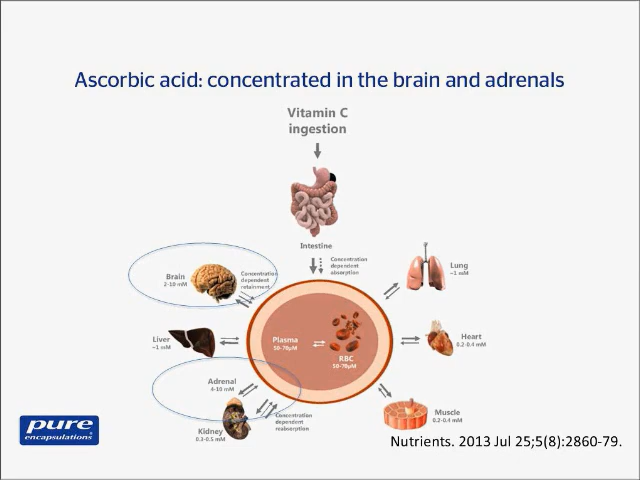 Ascorbic acid: concentrated in the brain and adrenals
Vitamin C
ingestion
Intestine
Concentration
dependent
absorption
Brain
2-10 mM
Concentration
dependent
retainment
Lung
~1 mM
Liver
~1 mM
Plasma
50-70µM
RBC
50-70µM
Heart
0.2-0.4 mM
Adrenal
4-10 mM
Concentration
dependent
reabsorption
Kidney
0.3-0.5 mM
Muscle
0.2-0.4 mM
pure
encapsulations
Nutrients. 2013 Jul 25;5(8):2860-79.